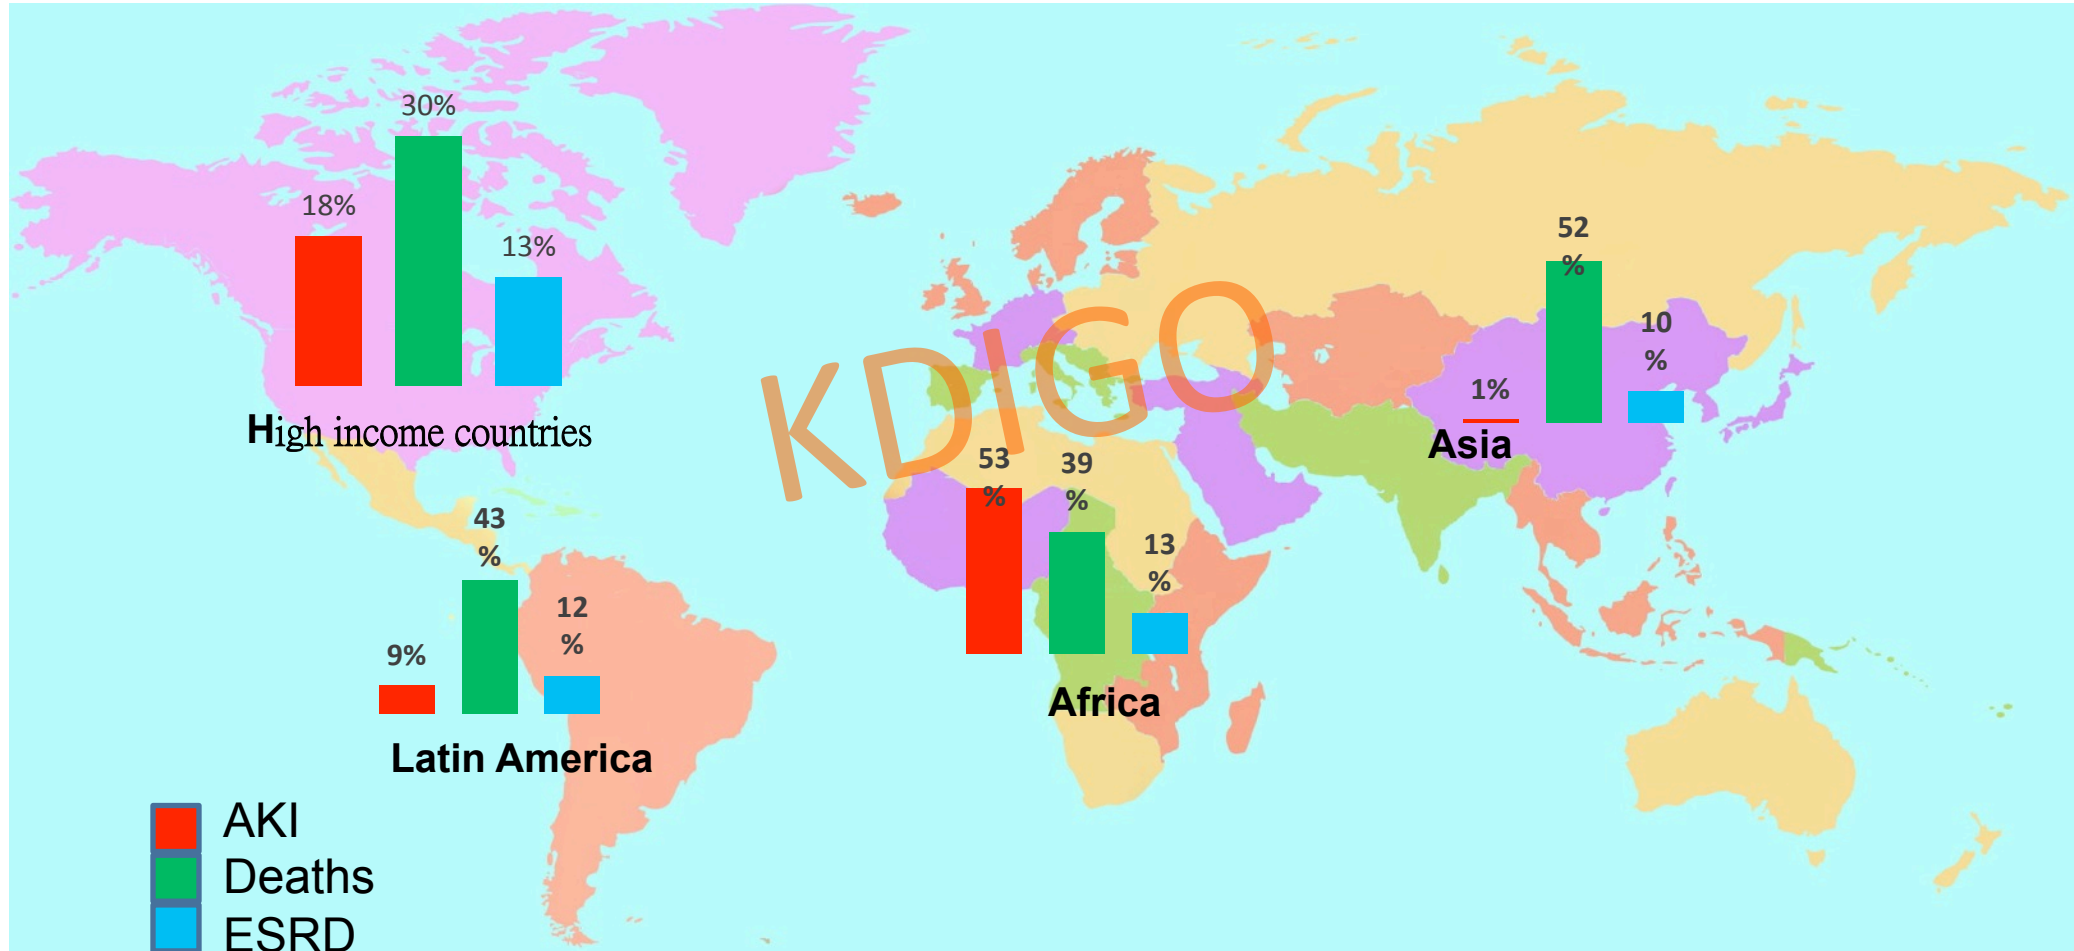 30%
18%
13%
High income countries
KDIGO
52
%
10
%
1%
Asia
53
%
39
%
13
%
Africa
43
%
12
%
9%
Latin America
AKI
Deaths
ESRD